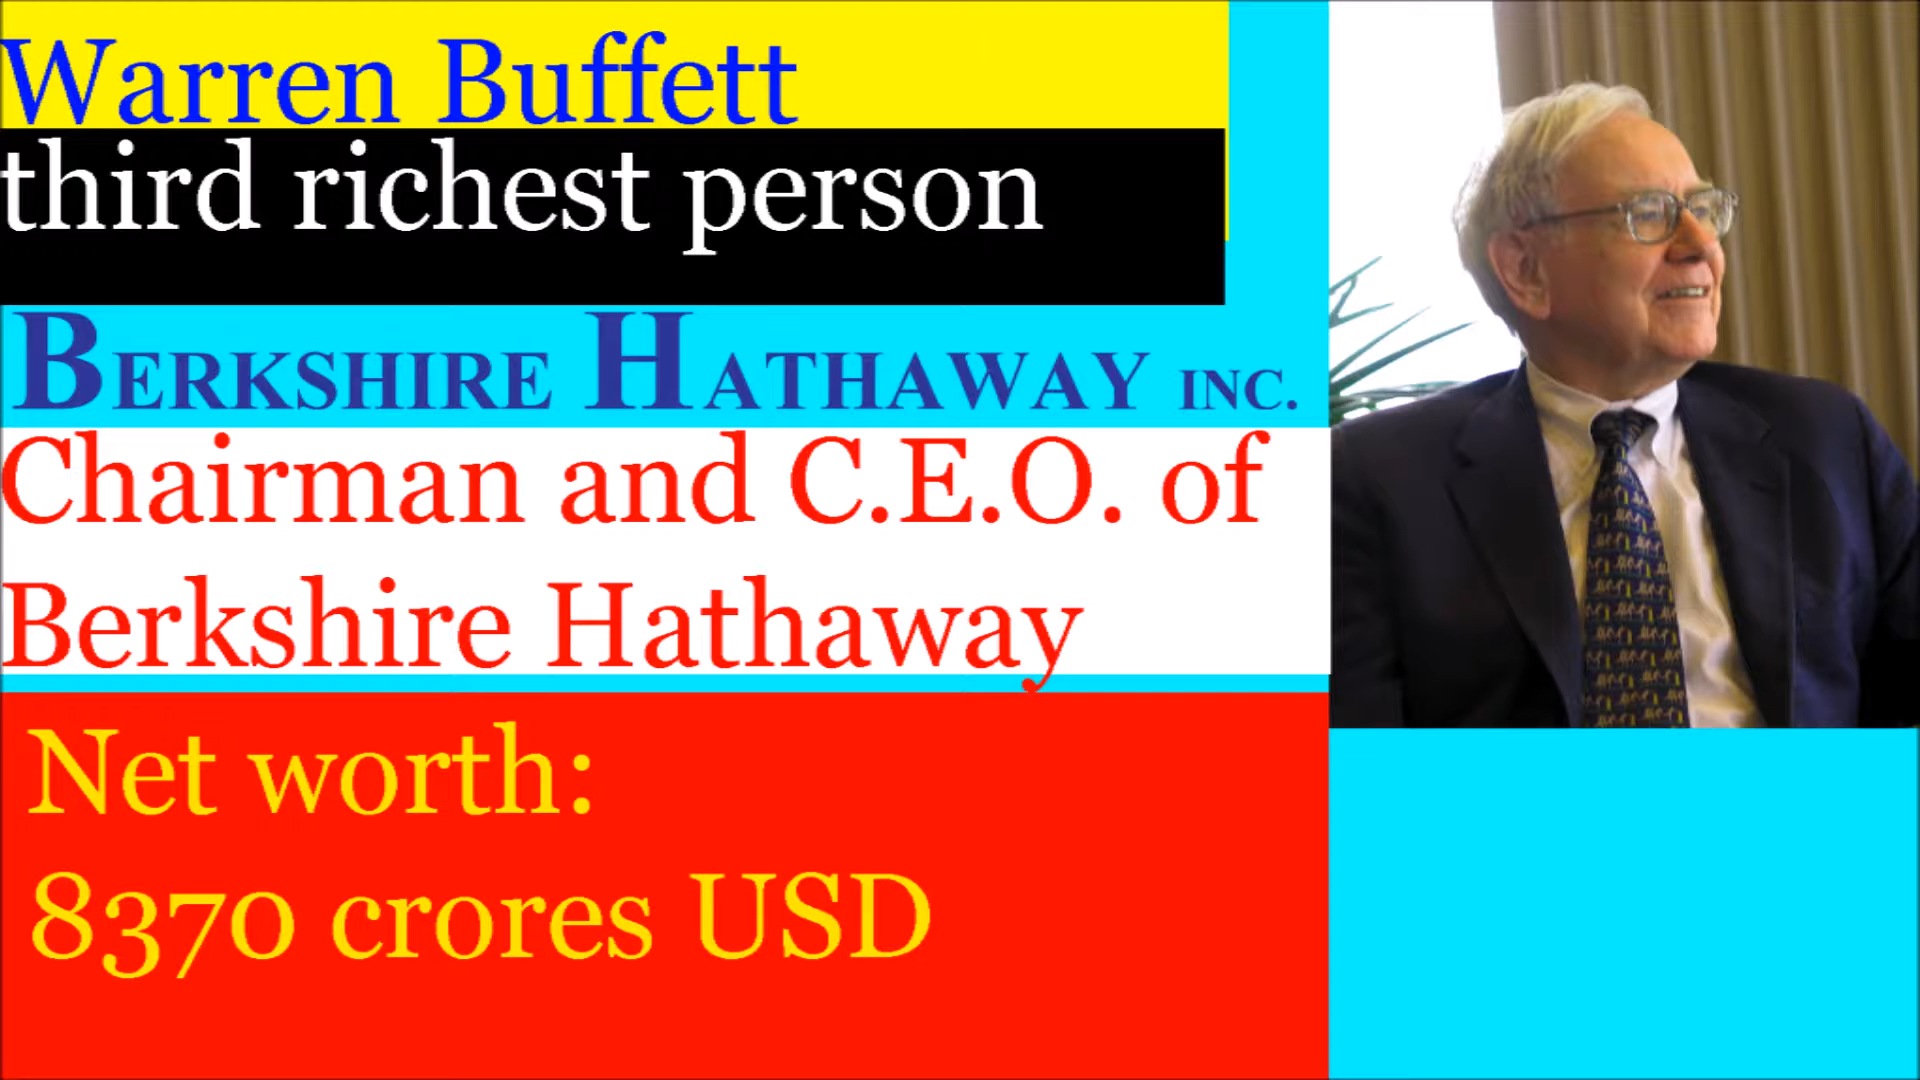 Warren Buffett
third richest person
BERKSHIRE HATHAWAY INC.
Chairman and C.E.O. of
Berkshire Hathaway
Net worth:
8370 crores USD